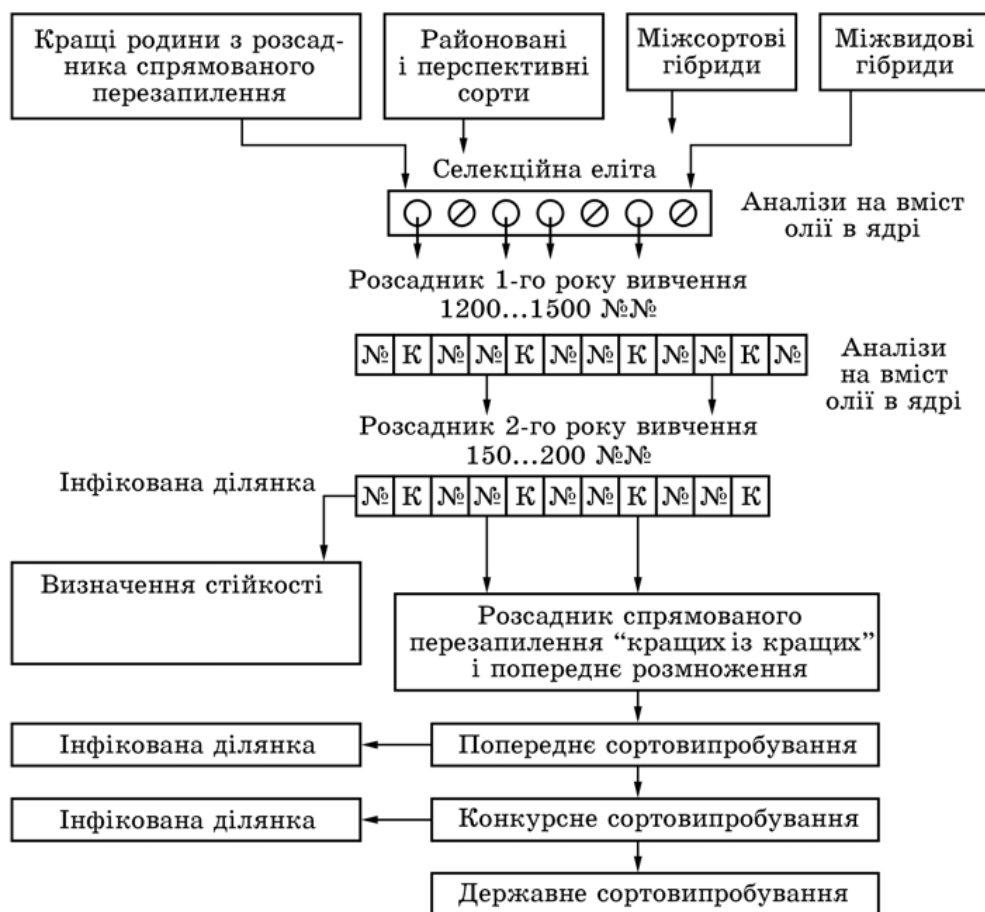 Кращі родини з розсад-
ника спрямованого
перезапилення
Районовані
і перспективні
сорти
Міжсортові
гібриди
Міжвидові
гібриди
Селекційна еліта
Аналізи на вміст
олії в ядрі
Розсадник 1-го року вивчення
1200...1500 №№
№ К № № К № № К № № К №
Аналізи
на вміст
олії в ядрі
Розсадник 2-го року вивчення
150...200 №№
Інфікована ділянка
№ К № № К № № К № № К
Визначення стійкості
Розсадник спрямованого
перезапилення “кращих із кращих”
і попереднє розмноження
Інфікована ділянка
Попереднє сортовипробування
Інфікована ділянка
Конкурсне сортовипробування
Державне сортовипробування